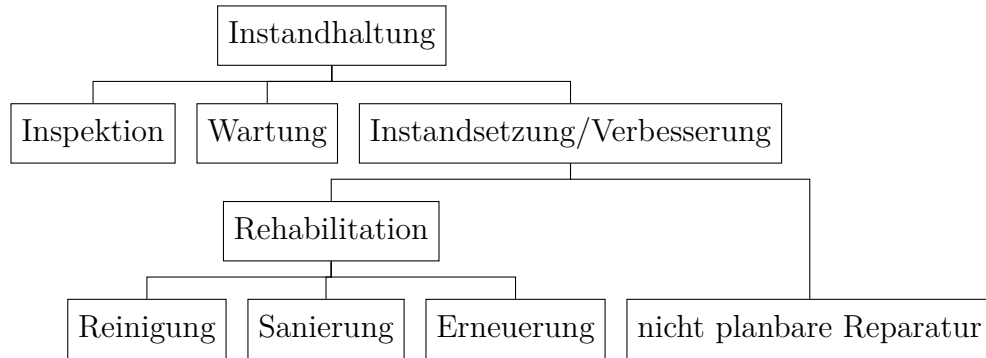 Instandhaltung
Inspektion
Wartung
Instandsetzung/Verbesserung
Rehabilitation
Reinigung
Sanierung
Erneuerung
nicht planbare Reparatur